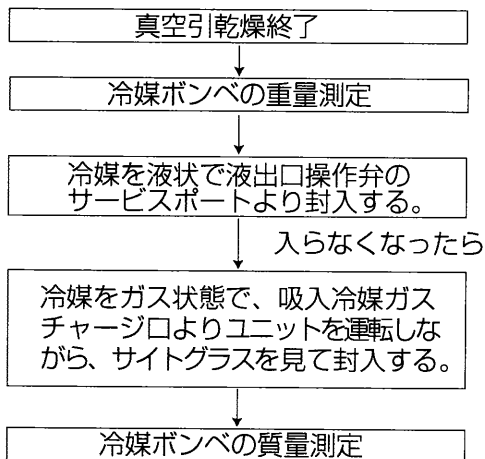 真空引乾燥終了
冷媒ボンベの重量測定
冷媒を液状で液出口操作弁の
サービスポートより封入する。
入らなくなったら
冷媒をガス状態で、吸入冷媒ガス
チャージ口よりユニットを運転しな
がら、サイトグラスを見て封入する。
冷媒ボンベの質量測定